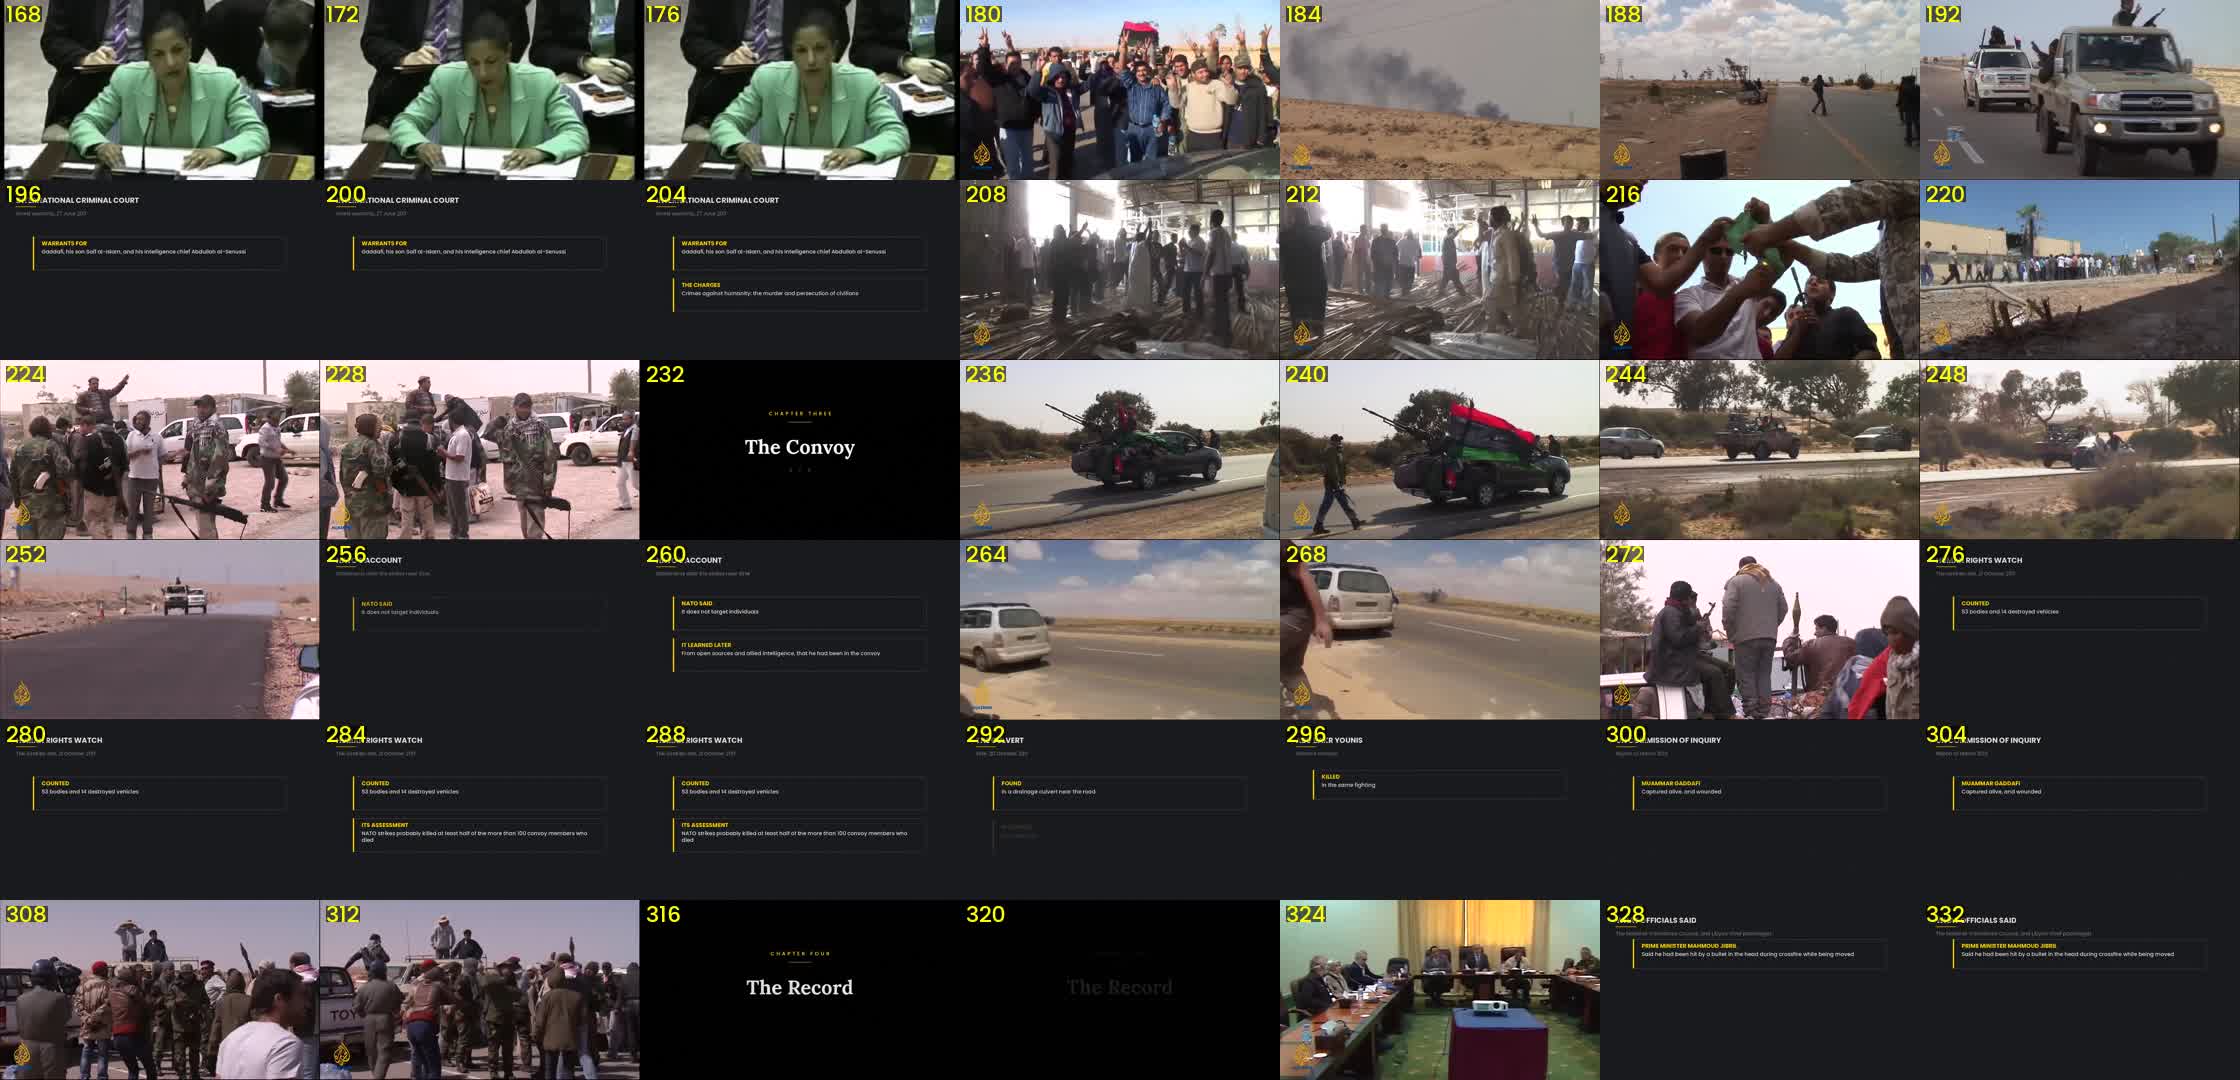 168
172
176
180
184
188
192
196
ATIONAL CRIMINAL COURT
WARRANTS FOR
Gaddafi, his son Saif al-Islam, and his intelligence chief Abdullah al-Senussi
200
TIONAL CRIMINAL COURT
WARRANTS FOR
Gaddafi, his son Saif al-Islam, and his intelligence chief Abdullah al-Senussi
204
TIONAL CRIMINAL COURT
WARRANTS FOR
Gaddafi, his son Saif al-Islam, and his intelligence chief Abdullah al-Senussi
THE CHARGES
Crimes against humanity: the murder and persecution of civilians
208
212
216
220
224
228
232
CHAPTER THREE
The Convoy
236
240
244
248
252
256
ACCOUNT
NATO SAID
It does not target individuals
260
ACCOUNT
NATO SAID
It does not target individuals
IT LEARNED LATER
From open sources and allied intelligence, that he had been in the convoy
264
268
272
276
RIGHTS WATCH
COUNTED
53 bodies and 14 destroyed vehicles
280
RIGHTS WATCH
COUNTED
53 bodies and 14 destroyed vehicles
284
RIGHTS WATCH
COUNTED
53 bodies and 14 destroyed vehicles
ITS ASSESSMENT
NATO strikes probably killed at least half of the more than 100 convoy members who
died
288
RIGHTS WATCH
COUNTED
53 bodies and 14 destroyed vehicles
ITS ASSESSMENT
NATO strikes probably killed at least half of the more than 100 convoy members who
died
292
VERT
FOUND
In a drainage culvert near the road
296
R YOUNIS
KILLED
In the same fighting
300
MISSION OF INQUIRY
MUAMMAR GADDAFI
Captured alive, and wounded
304
MISSION OF INQUIRY
MUAMMAR GADDAFI
Captured alive, and wounded
308
312
TOY
316
CHAPTER FOUR
The Record
320
The Record
324
328
FFICIALS SAID
PRIME MINISTER MAHMOUD JIBRIL
Said he had been hit by a bullet in the head during crossfire while being moved
332
FFICIALS SAID
PRIME MINISTER MAHMOUD JIBRIL
Said he had been hit by a bullet in the head during crossfire while being moved